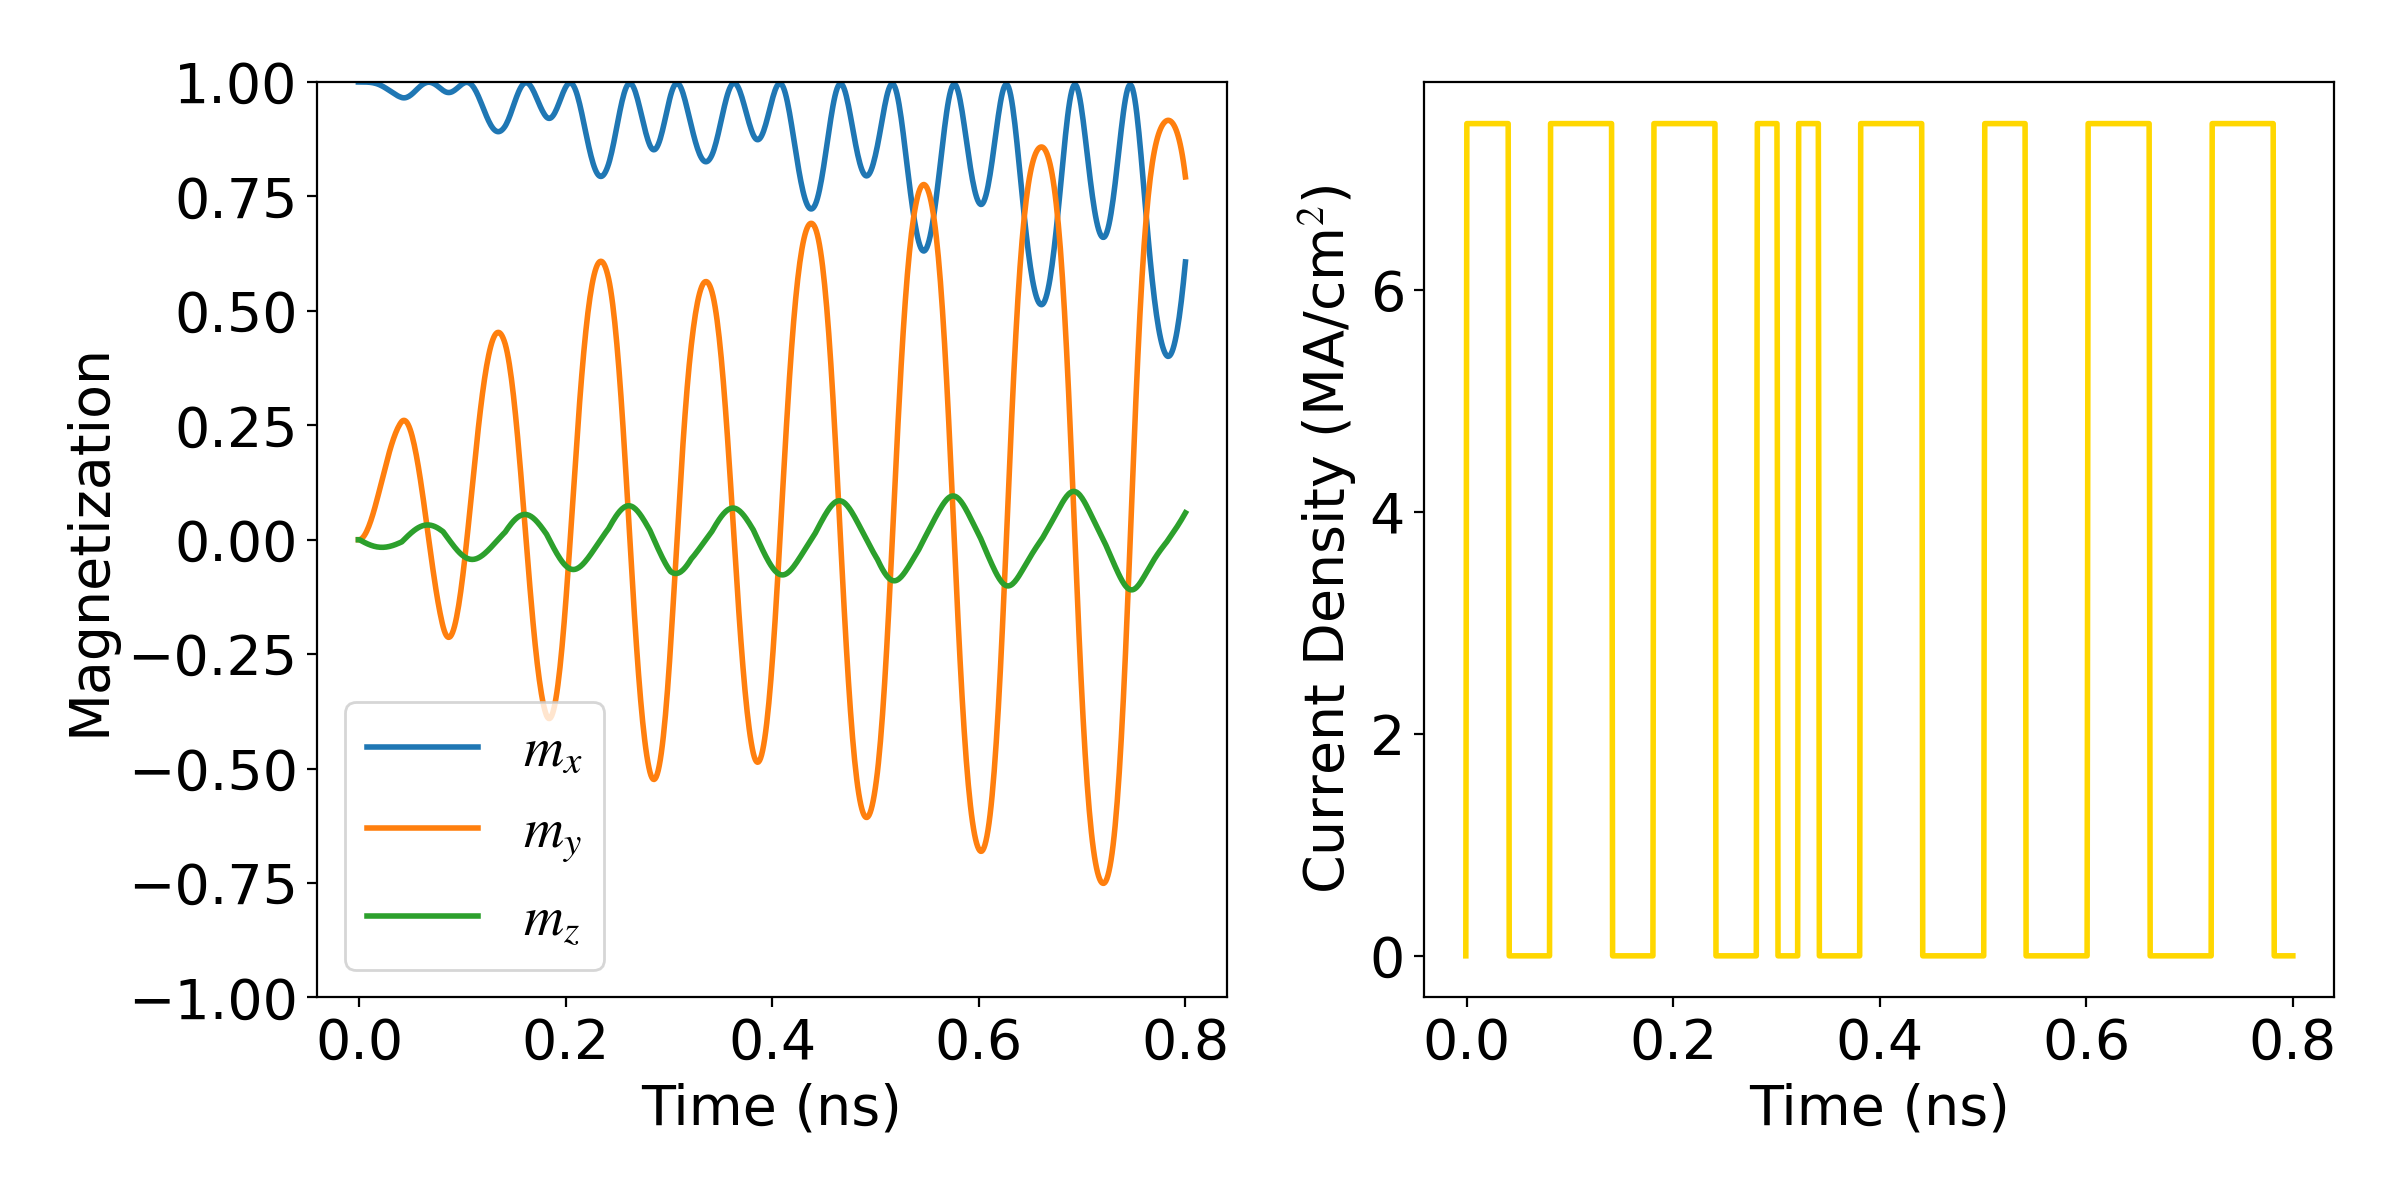 Magnetization
1.00
0.75
0.50
0.25
0.00
−0.25
−0.50
−0.75
−1.00
m_x
m_y
m_z
0.0 0.2 0.4 0.6 0.8
Time (ns)
Current Density (MA/cm²)
6
4
2
0
0.0 0.2 0.4 0.6 0.8
Time (ns)